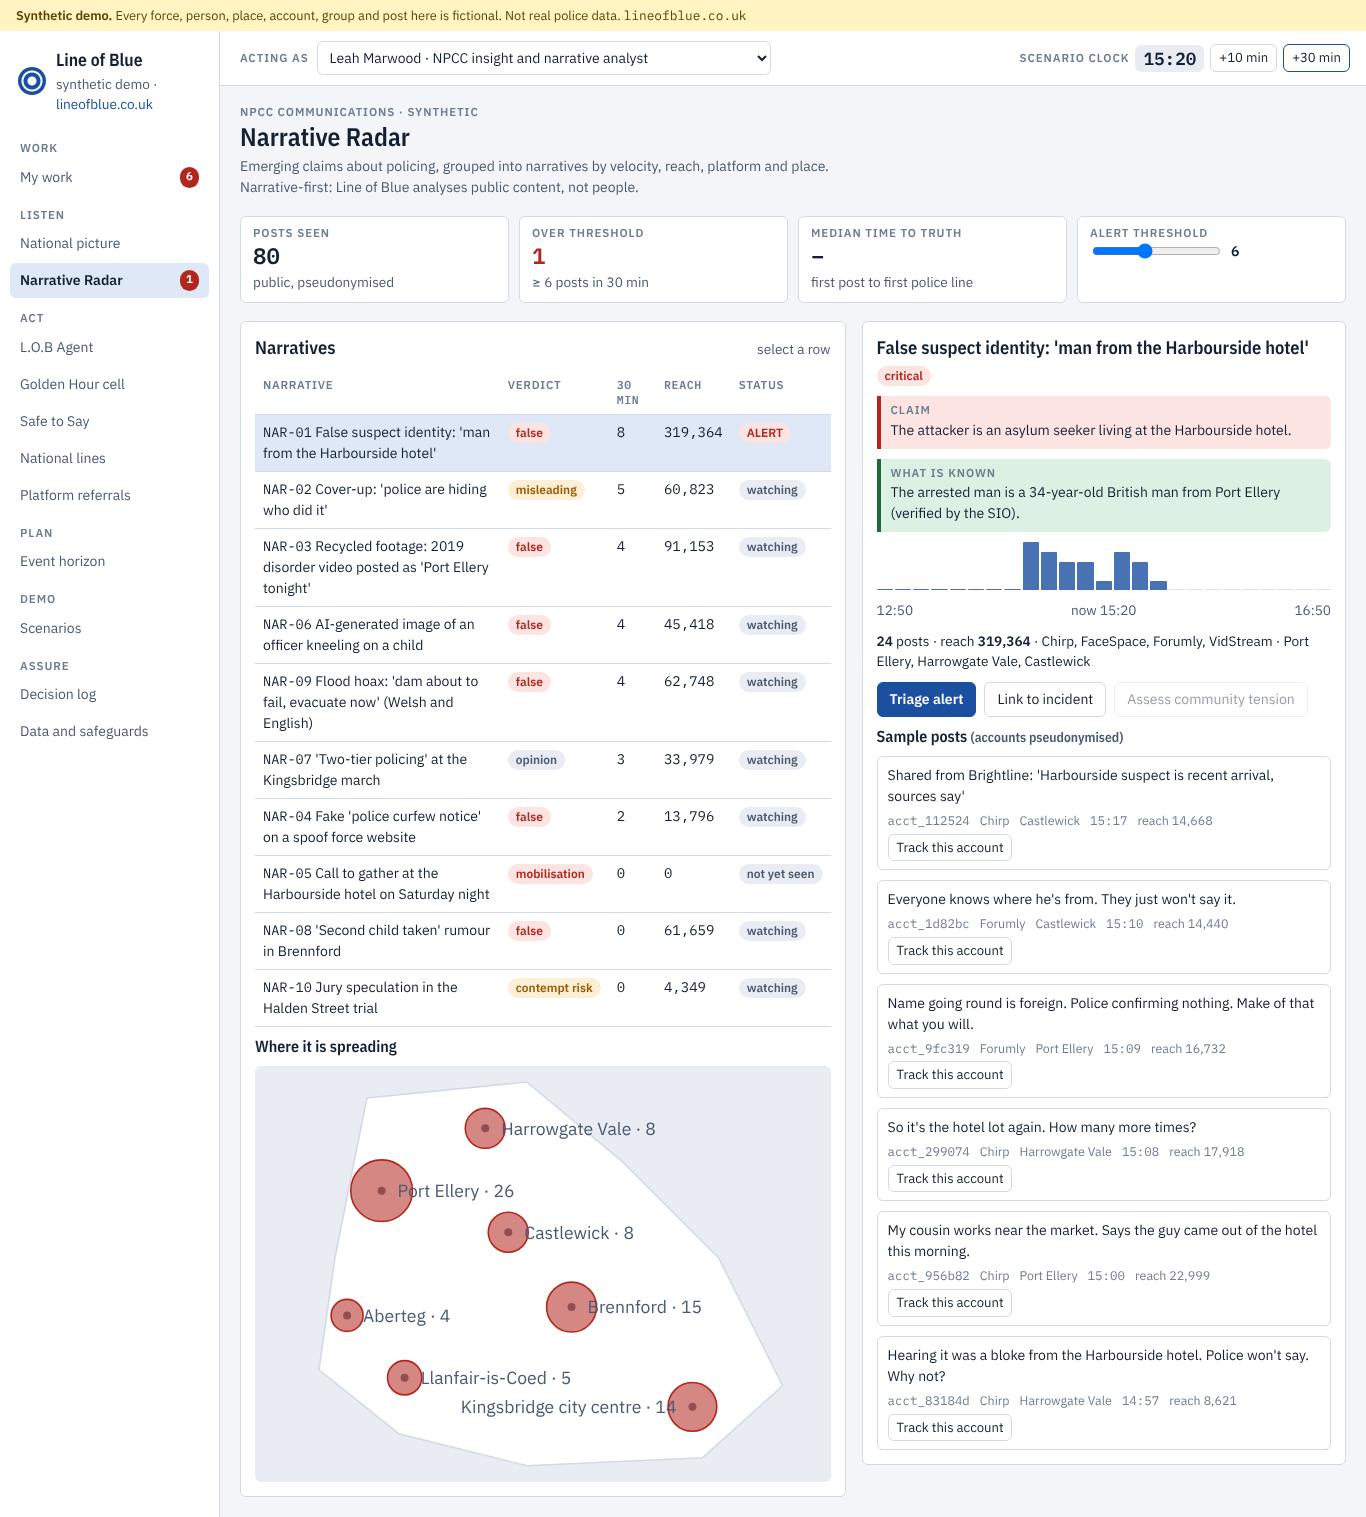 Synthetic demo. Every force, person, place, account, group and post here is fictional. Not real police data. lineofblue.co.uk
Line of Blue
synthetic demo ·
lineofblue.co.uk
WORK
My work 6
LISTEN
National picture
Narrative Radar 1
ACT
L.O.B Agent
Golden Hour cell
Safe to Say
National lines
Platform referrals
PLAN
Event horizon
DEMO
Scenarios
ASSURE
Decision log
Data and safeguards
ACTING AS Leah Marwood · NPCC insight and narrative analyst
SCENARIO CLOCK 15:20 +10 min +30 min
NPCC COMMUNICATIONS · SYNTHETIC
Narrative Radar
Emerging claims about policing, grouped into narratives by velocity, reach, platform and place.
Narrative-first: Line of Blue analyses public content, not people.
POSTS SEEN
80
public, pseudonymised
OVER THRESHOLD
1
≥ 6 posts in 30 min
MEDIAN TIME TO TRUTH
–
first post to first police line
ALERT THRESHOLD
6
Narratives select a row
NARRATIVE VERDICT 30 MIN REACH STATUS
NAR-01 False suspect identity: 'man false 8 319,364 ALERT
from the Harbourside hotel'
NAR-02 Cover-up: 'police are hiding misleading 5 60,823 watching
who did it'
NAR-03 Recycled footage: 2019 false 4 91,153 watching
disorder video posted as 'Port Ellery
tonight'
NAR-06 AI-generated image of an false 4 45,418 watching
officer kneeling on a child
NAR-09 Flood hoax: 'dam about to false 4 62,748 watching
fail, evacuate now' (Welsh and
English)
NAR-07 'Two-tier policing' at the opinion 3 33,979 watching
Kingsbridge march
NAR-04 Fake 'police curfew notice' false 2 13,796 watching
on a spoof force website
NAR-05 Call to gather at the mobilisation 0 0 not yet seen
Harbourside hotel on Saturday night
NAR-08 'Second child taken' rumour false 0 61,659 watching
in Brennford
NAR-10 Jury speculation in the contempt risk 0 4,349 watching
Halden Street trial
Where it is spreading
Harrowgate Vale · 8
Port Ellery · 26
Castlewick · 8
Brennford · 15
Aberteg · 4
Llanfair-is-Coed · 5
Kingsbridge city centre · 14
False suspect identity: 'man from the Harbourside hotel'
critical
CLAIM
The attacker is an asylum seeker living at the Harbourside hotel.
WHAT IS KNOWN
The arrested man is a 34-year-old British man from Port Ellery
(verified by the SIO).
12:50 now 15:20 16:50
24 posts · reach 319,364 · Chirp, FaceSpace, Forumly, VidStream · Port
Ellery, Harrowgate Vale, Castlewick
Triage alert Link to incident Assess community tension
Sample posts (accounts pseudonymised)
Shared from Brightline: 'Harbourside suspect is recent arrival,
sources say'
acct_112524 Chirp Castlewick 15:17 reach 14,668
Track this account
Everyone knows where he's from. They just won't say it.
acct_1d82bc Forumly Castlewick 15:10 reach 14,440
Track this account
Name going round is foreign. Police confirming nothing. Make of that
what you will.
acct_9fc319 Forumly Port Ellery 15:09 reach 16,732
Track this account
So it's the hotel lot again. How many more times?
acct_299074 Chirp Harrowgate Vale 15:08 reach 17,918
Track this account
My cousin works near the market. Says the guy came out of the hotel
this morning.
acct_956b82 Chirp Port Ellery 15:00 reach 22,999
Track this account
Hearing it was a bloke from the Harbourside hotel. Police won't say.
Why not?
acct_83184d Chirp Harrowgate Vale 14:57 reach 8,621
Track this account